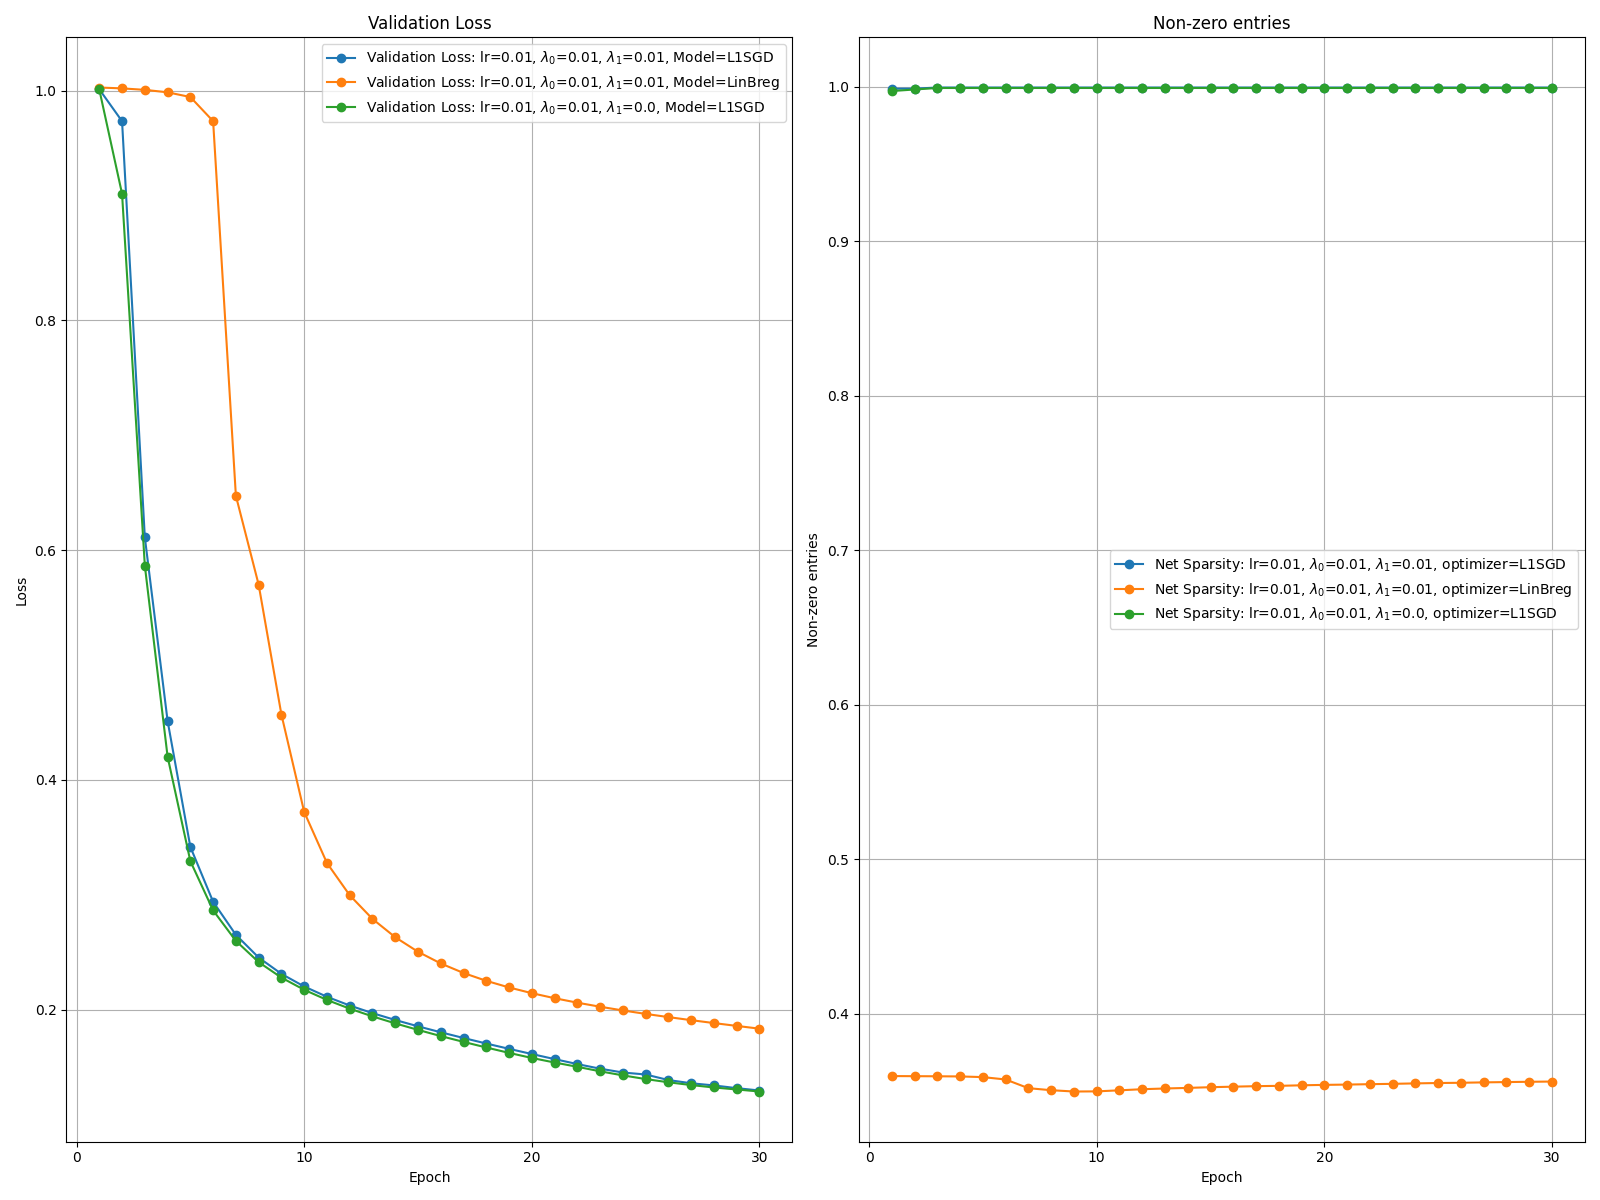 Validation Loss
Validation Loss: lr=0.01, λ₀=0.01, λ₁=0.01, Model=L1SGD
Validation Loss: lr=0.01, λ₀=0.01, λ₁=0.01, Model=LinBreg
Validation Loss: lr=0.01, λ₀=0.01, λ₁=0.0, Model=L1SGD
1.0
0.8
0.6
0.4
0.2
Loss
0
10
20
30
Epoch
Non-zero entries
1.0
0.9
0.8
0.7
0.6
0.5
0.4
Non-zero entries
Net Sparsity: lr=0.01, λ₀=0.01, λ₁=0.01, optimizer=L1SGD
Net Sparsity: lr=0.01, λ₀=0.01, λ₁=0.01, optimizer=LinBreg
Net Sparsity: lr=0.01, λ₀=0.01, λ₁=0.0, optimizer=L1SGD
0
10
20
30
Epoch